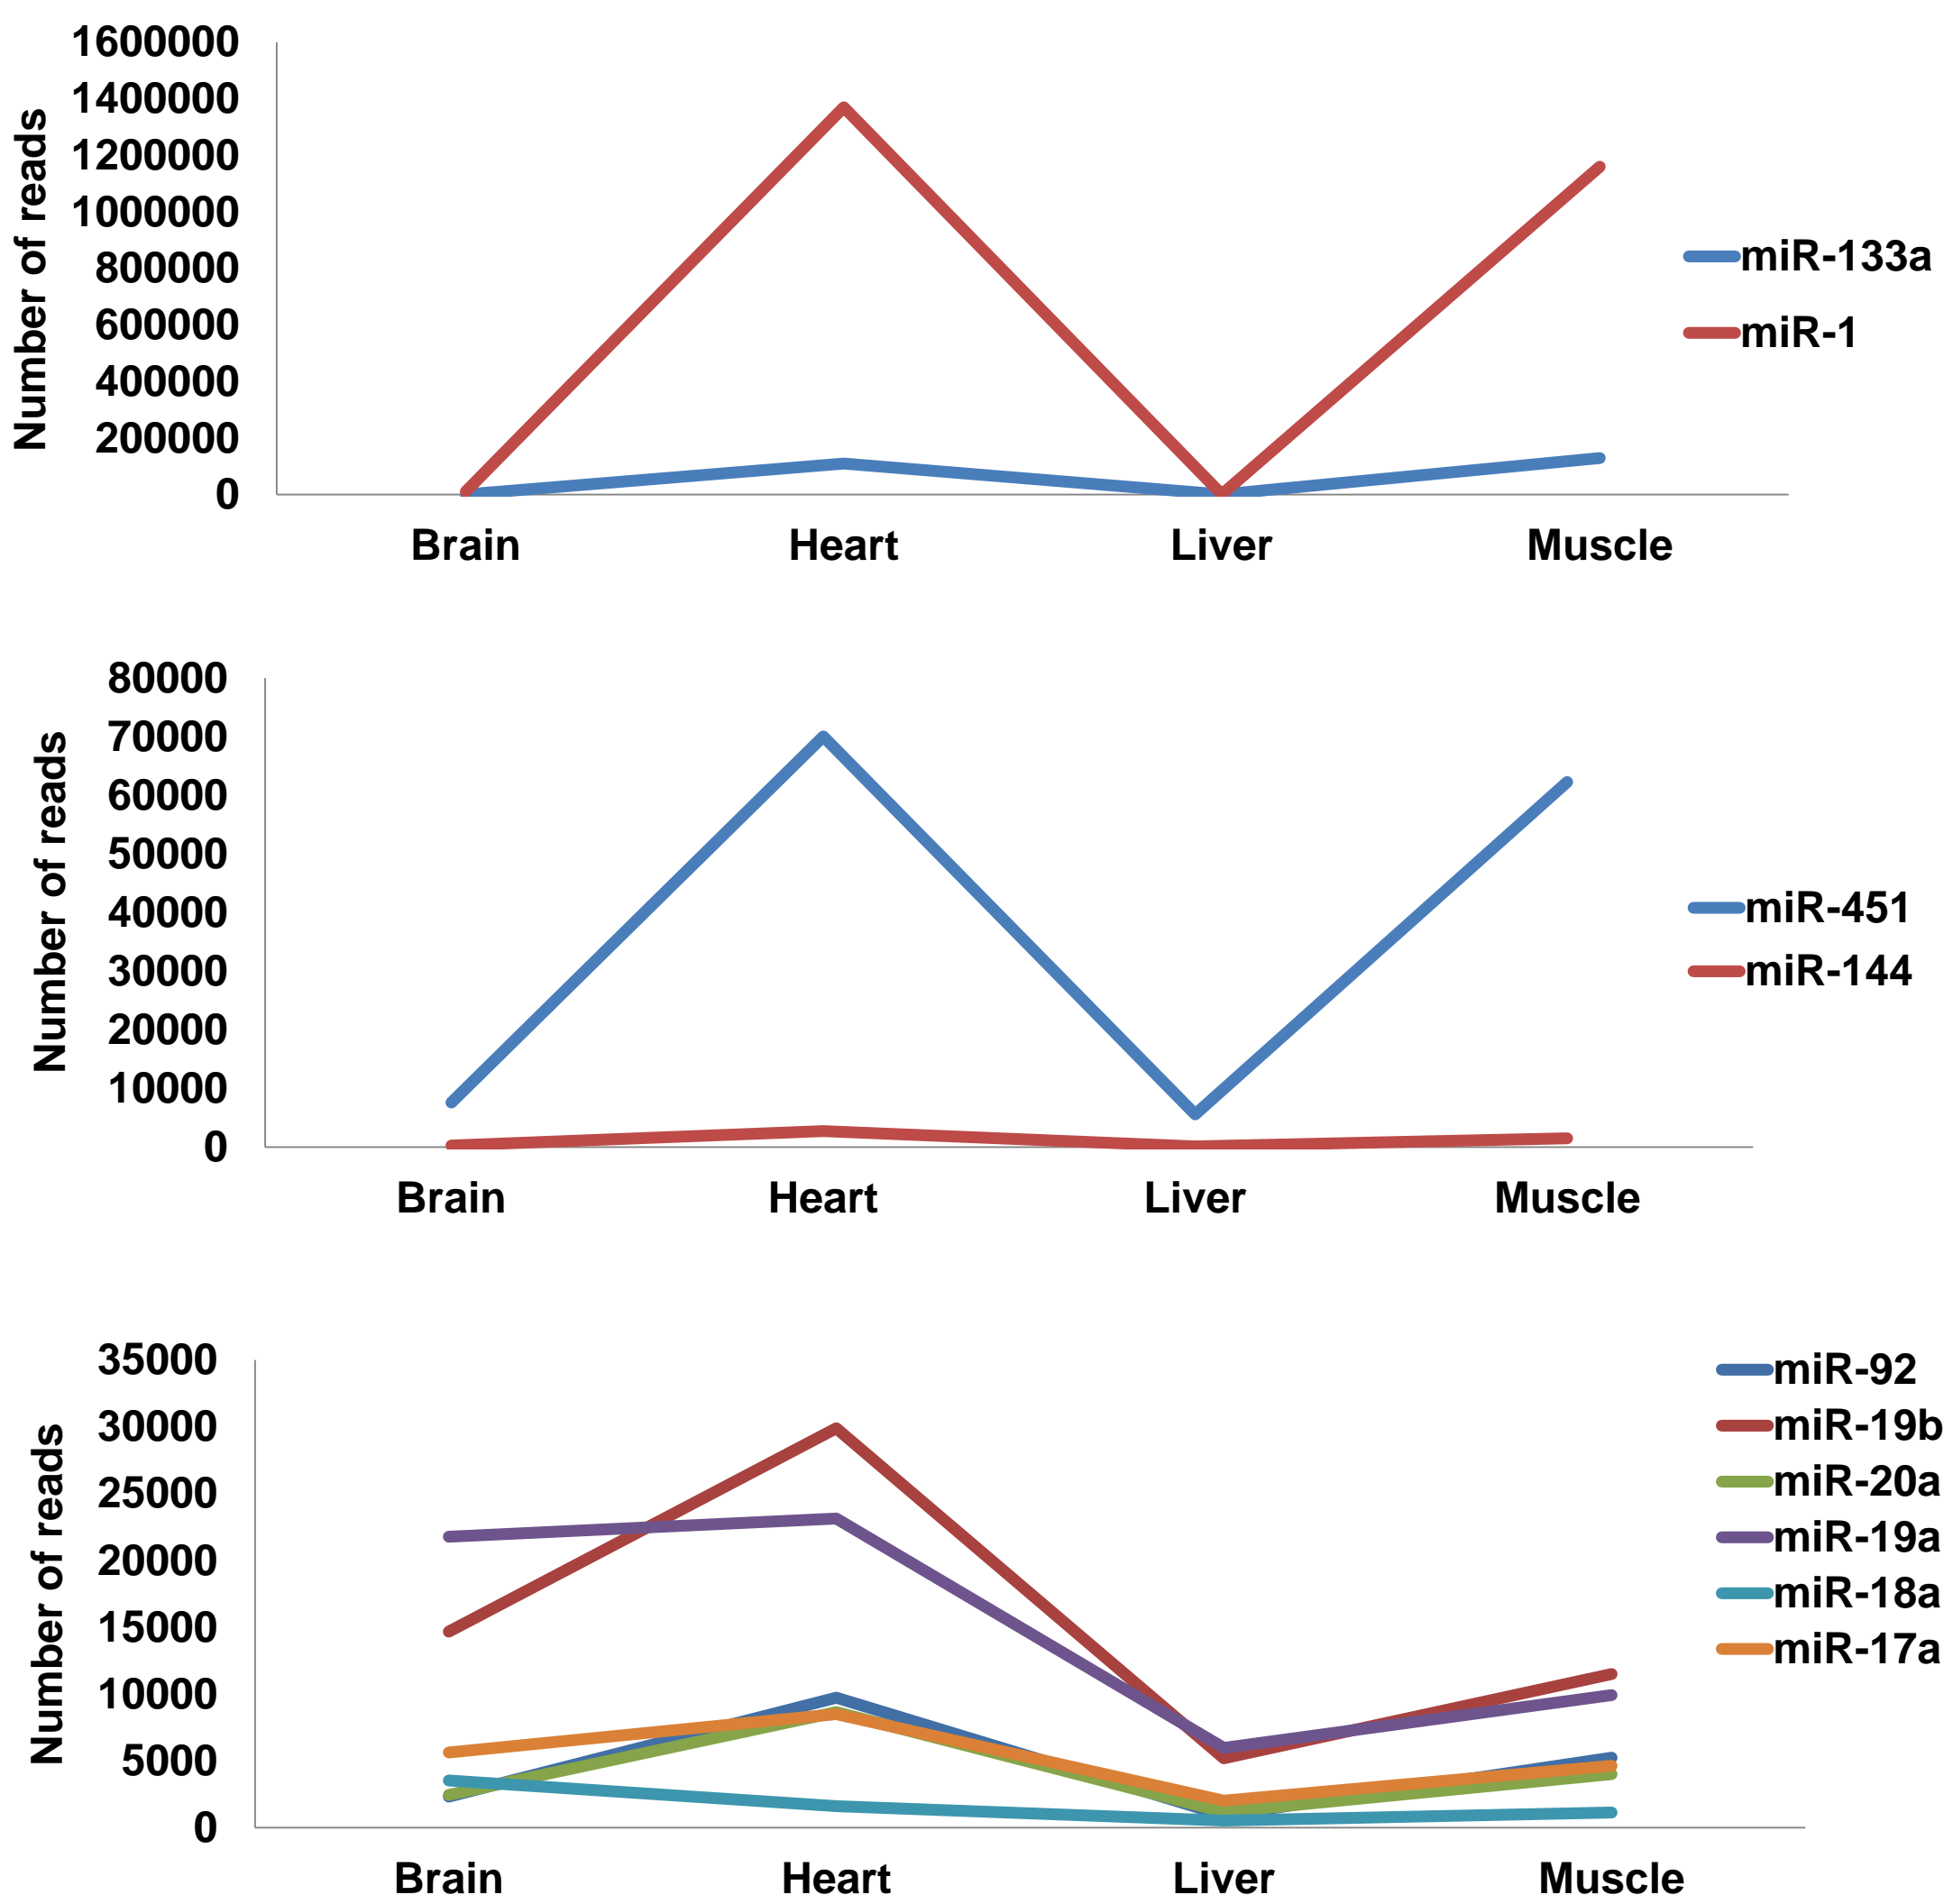 Number of reads
1600000
1400000
1200000
1000000
800000
600000
400000
200000
0
Brain Heart Liver Muscle
miR-133a
miR-1
Number of reads
80000
70000
60000
50000
40000
30000
20000
10000
0
Brain Heart Liver Muscle
miR-451
miR-144
Number of reads
35000
30000
25000
20000
15000
10000
5000
0
Brain Heart Liver Muscle
miR-92
miR-19b
miR-20a
miR-19a
miR-18a
miR-17a